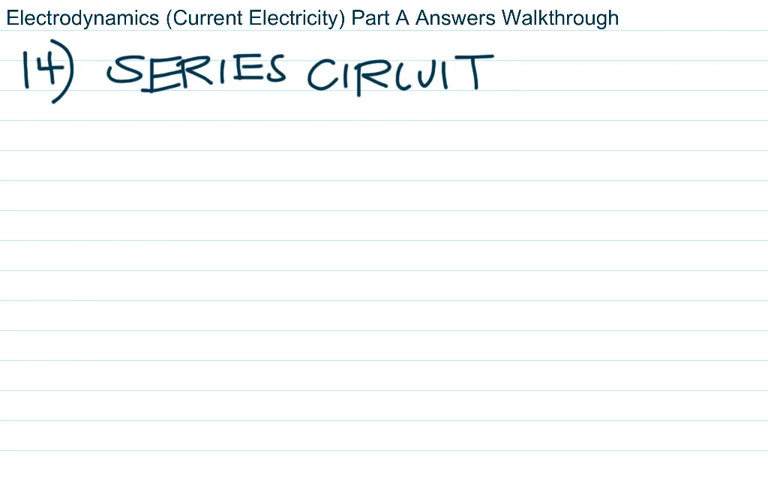 Electrodynamics (Current Electricity) Part A Answers Walkthrough
14) SERIES CIRCUIT